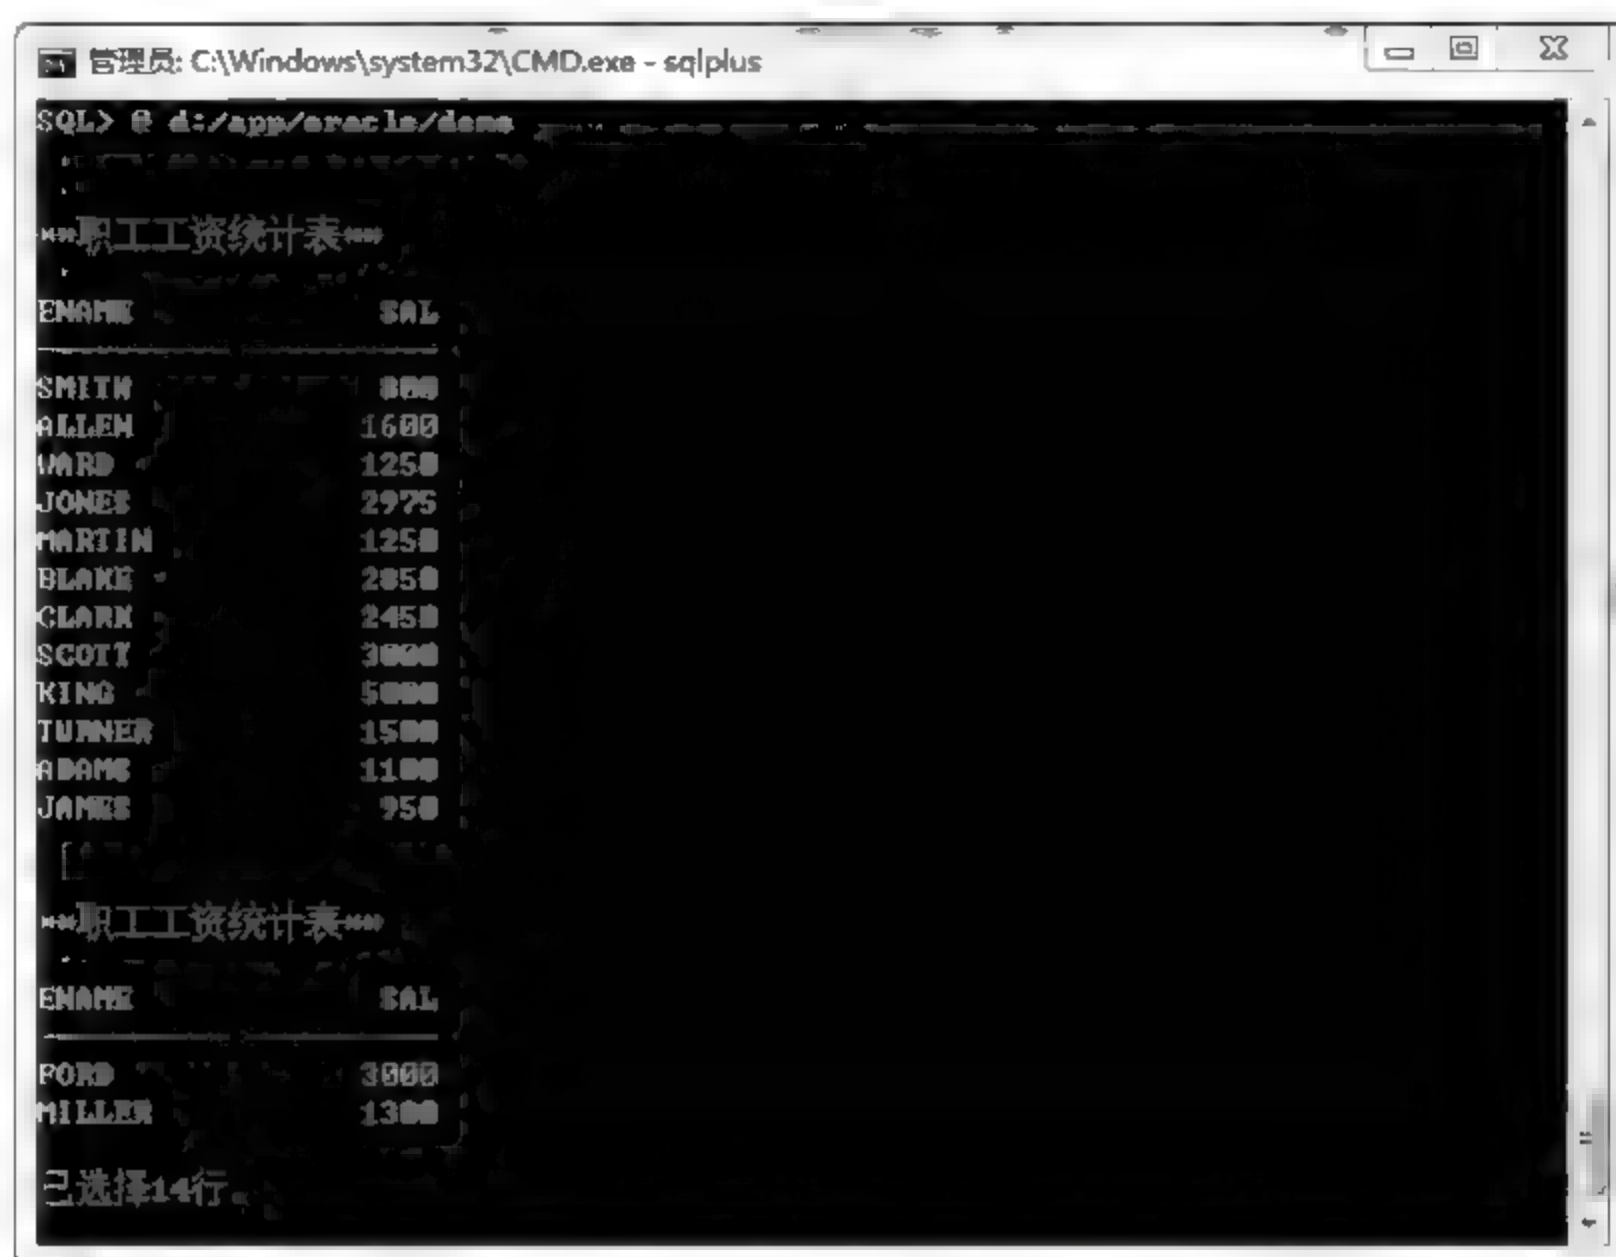 管理员: C:\Windows\system32\CMD.exe - sqlplus
SQL> @ d:/app/oracle/demo
***职工工资统计表***
ENAME SAL
SMITH 800
ALLEN 1600
WARD 1250
JONES 2975
MARTIN 1250
BLAKE 2850
CLARK 2450
SCOTT 3000
KING 5000
TURNER 1500
ADAMS 1100
JAMES 950
***职工工资统计表***
ENAME SAL
FORD 3000
MILLER 1300
已选择14行。